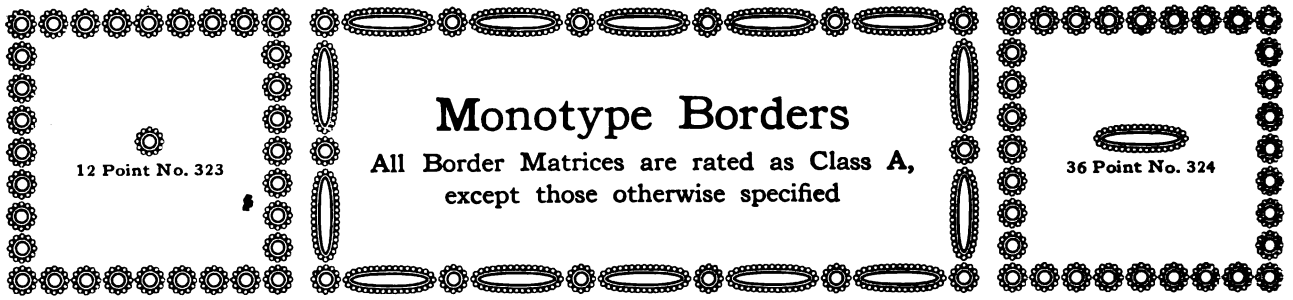 12 Point No. 323
Monotype Borders
All Border Matrices are rated as Class A,
except those otherwise specified
36 Point No. 324